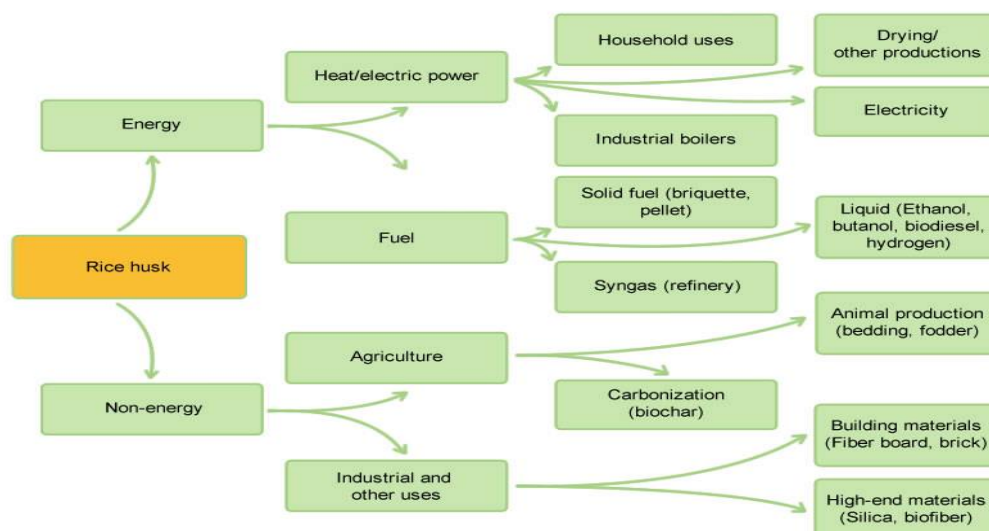 Household uses
Drying/
other productions
Heat/electric power
Electricity
Energy
Industrial boilers
Solid fuel (briquette,
pellet)
Liquid (Ethanol,
butanol, biodiesel,
hydrogen)
Fuel
Rice husk
Syngas (refinery)
Animal production
(bedding, fodder)
Agriculture
Carbonization
(biochar)
Non-energy
Building materials
(Fiber board, brick)
Industrial and
other uses
High-end materials
(Silica, biofiber)